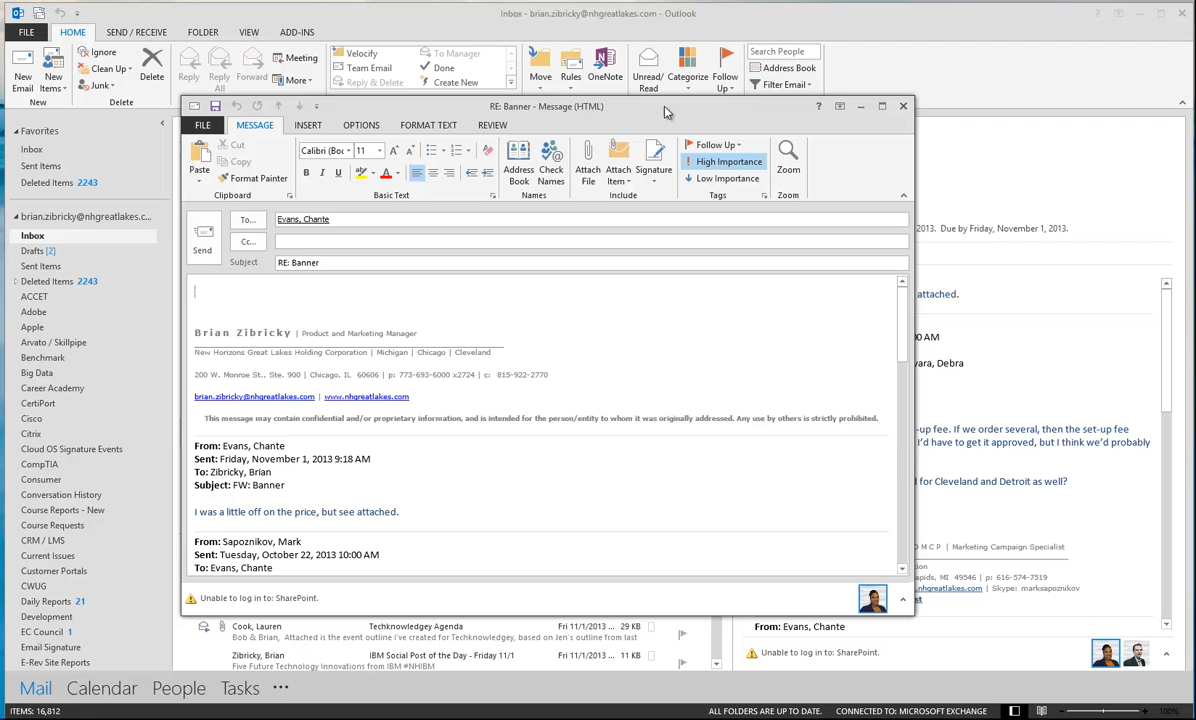 Inbox - brian.zibricky@nhgreatlakes.com - Outlook
FILE HOME SEND / RECEIVE FOLDER VIEW ADD-INS
New Email
New Items
Ignore
Clean Up
Junk
Delete
Reply
Reply All
Forward
Meeting
More
Velocify
Team Email
Reply & Delete
To Manager
Done
Create New
Move
Rules
OneNote
Unread/ Read
Categorize
Follow Up
Search People
Address Book
Filter Email
New
Delete
RE: Banner - Message (HTML)
FILE MESSAGE INSERT OPTIONS FORMAT TEXT REVIEW
Paste
Cut
Copy
Format Painter
Calibri (Boc
11
B I U
Address Book
Check Names
Attach File
Attach Item
Signature
Follow Up
High Importance
Low Importance
Zoom
Clipboard
Basic Text
Names
Include
Tags
Zoom
Send
To...
Evans, Chante
Cc...
Subject
RE: Banner
Brian Zibricky | Product and Marketing Manager
New Horizons Great Lakes Holding Corporation | Michigan | Chicago | Cleveland
200 W. Monroe St., Ste. 900 | Chicago, IL 60606 | p: 773-693-6000 x2724 | c: 815-922-2770
brian.zibricky@nhgreatlakes.com | www.nhgreatlakes.com
This message may contain confidential and/or proprietary information, and is intended for the person/entity to whom it was originally addressed. Any use by others is strictly prohibited.
From: Evans, Chante
Sent: Friday, November 1, 2013 9:18 AM
To: Zibricky, Brian
Subject: FW: Banner
I was a little off on the price, but see attached.
From: Sapoznikov, Mark
Sent: Tuesday, October 22, 2013 10:00 AM
To: Evans, Chante
Unable to log in to: SharePoint.
Favorites
Inbox
Sent Items
Deleted Items 2243
brian.zibricky@nhgreatlakes.c...
Inbox
Drafts [2]
Sent Items
Deleted Items 2243
ACCET
Adobe
Apple
Arvato / Skillpipe
Benchmark
Big Data
Career Academy
CertiPort
Cisco
Citrix
Cloud OS Signature Events
CompTIA
Consumer
Conversation History
Course Reports - New
Course Requests
CRM / LMS
Current Issues
Customer Portals
CWUG
Daily Reports 21
Development
EC Council 1
Email Signature
E-Rev Site Reports
Cook, Lauren Techknowledgey Agenda Fri 11/1/2013 ... 29 KB
Bob & Brian, Attached is the event outline I've created for Techknowledgey, based on Jen's outline from last
Zibricky, Brian IBM Social Post of the Day - Friday 11/1 Fri 11/1/2013 ... 11 KB
Five Future Technology Innovations from IBM #NHIBM
2013. Due by Friday, November 1, 2013.
attached.
00 AM
vara, Debra
-up fee. If we order several, then the set-up fee
I'd have to get it approved, but I think we'd probably
d for Cleveland and Detroit as well?
D M C P | Marketing Campaign Specialist
tion
apids, MI 49546 | p: 616-574-7519
nhgreatlakes.com | Skype: marksapoznikov
st
From: Evans, Chante
Unable to log in to: SharePoint.
Mail Calendar People Tasks •••
ITEMS: 16,812
ALL FOLDERS ARE UP TO DATE.
CONNECTED TO: MICROSOFT EXCHANGE
100%